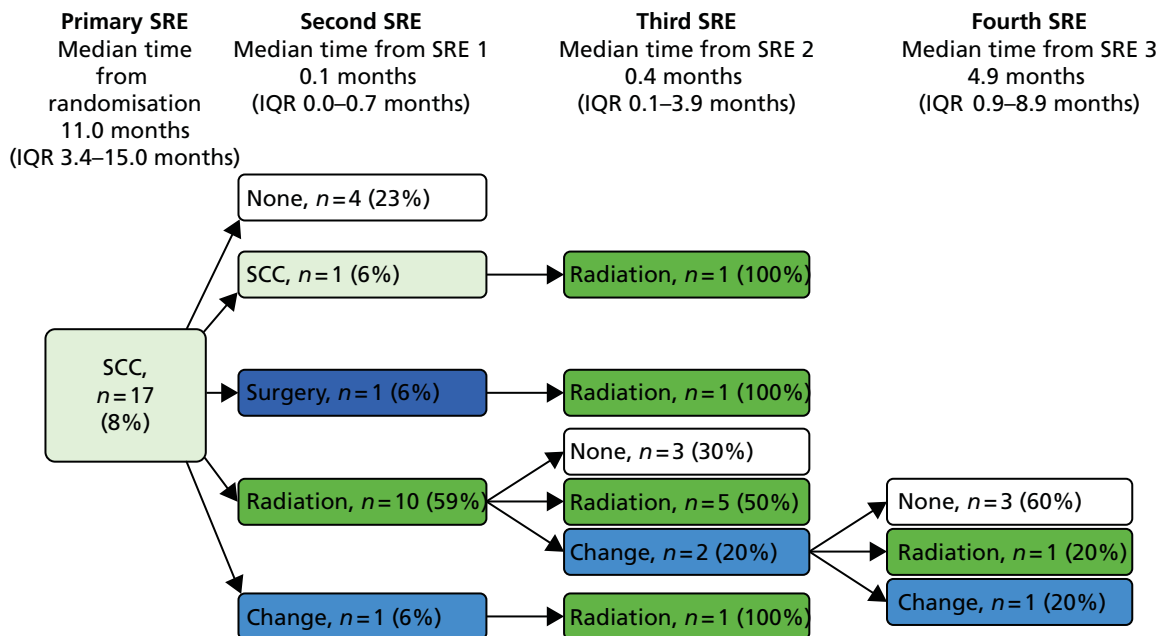 Primary SRE
Median time
from
randomisation
11.0 months
(IQR 3.4–15.0 months)
Second SRE
Median time from SRE 1
0.1 months
(IQR 0.0–0.7 months)
Third SRE
Median time from SRE 2
0.4 months
(IQR 0.1–3.9 months)
Fourth SRE
Median time from SRE 3
4.9 months
(IQR 0.9–8.9 months)
SCC,
n=17
(8%)
None, n=4 (23%)
SCC, n=1 (6%)
Surgery, n=1 (6%)
Radiation, n=10 (59%)
Change, n=1 (6%)
Radiation, n=1 (100%)
Radiation, n=1 (100%)
None, n=3 (30%)
Radiation, n=5 (50%)
Change, n=2 (20%)
Radiation, n=1 (100%)
None, n=3 (60%)
Radiation, n=1 (20%)
Change, n=1 (20%)